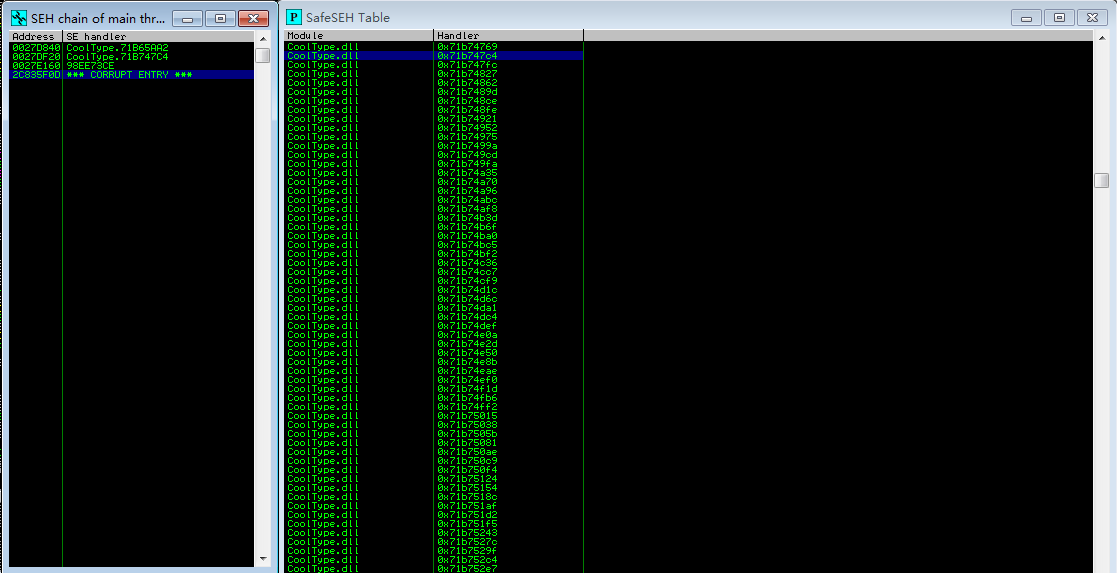 SEH chain of main thr...
Address SE handler
0027D840 CoolType.71B65AA2
0027DF20 CoolType.71B747C4
0027E160 98EE73CE
2C835F0D *** CORRUPT ENTRY ***
P SafeSEH Table
Module Handler
CoolType.dll 0x71b74769
CoolType.dll 0x71b747c4
CoolType.dll 0x71b747fc
CoolType.dll 0x71b74827
CoolType.dll 0x71b74862
CoolType.dll 0x71b7489d
CoolType.dll 0x71b748ce
CoolType.dll 0x71b748fe
CoolType.dll 0x71b74921
CoolType.dll 0x71b74952
CoolType.dll 0x71b74975
CoolType.dll 0x71b7499a
CoolType.dll 0x71b749cd
CoolType.dll 0x71b749fa
CoolType.dll 0x71b74a35
CoolType.dll 0x71b74a70
CoolType.dll 0x71b74a96
CoolType.dll 0x71b74abc
CoolType.dll 0x71b74af8
CoolType.dll 0x71b74b3d
CoolType.dll 0x71b74b6f
CoolType.dll 0x71b74ba0
CoolType.dll 0x71b74bc5
CoolType.dll 0x71b74bf2
CoolType.dll 0x71b74c36
CoolType.dll 0x71b74cc7
CoolType.dll 0x71b74cf9
CoolType.dll 0x71b74d1c
CoolType.dll 0x71b74d6c
CoolType.dll 0x71b74da1
CoolType.dll 0x71b74dc4
CoolType.dll 0x71b74def
CoolType.dll 0x71b74e0a
CoolType.dll 0x71b74e2d
CoolType.dll 0x71b74e50
CoolType.dll 0x71b74e8b
CoolType.dll 0x71b74eae
CoolType.dll 0x71b74ef0
CoolType.dll 0x71b74f1d
CoolType.dll 0x71b74fb6
CoolType.dll 0x71b74ff2
CoolType.dll 0x71b75015
CoolType.dll 0x71b75038
CoolType.dll 0x71b7505b
CoolType.dll 0x71b75081
CoolType.dll 0x71b750ae
CoolType.dll 0x71b750c9
CoolType.dll 0x71b750f4
CoolType.dll 0x71b75124
CoolType.dll 0x71b75154
CoolType.dll 0x71b7518c
CoolType.dll 0x71b751af
CoolType.dll 0x71b751d2
CoolType.dll 0x71b751f5
CoolType.dll 0x71b75243
CoolType.dll 0x71b7527c
CoolType.dll 0x71b7529f
CoolType.dll 0x71b752c4
CoolType.dll 0x71b752e7